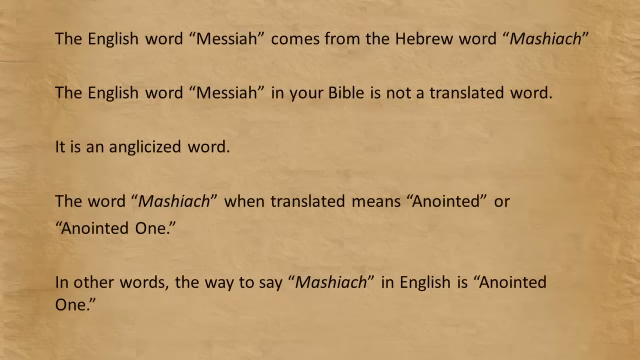 The English word “Messiah” comes from the Hebrew word “Mashiach”
The English word “Messiah” in your Bible is not a translated word.
It is an anglicized word.
The word “Mashiach” when translated means “Anointed” or
“Anointed One.”
In other words, the way to say “Mashiach” in English is “Anointed
One.”